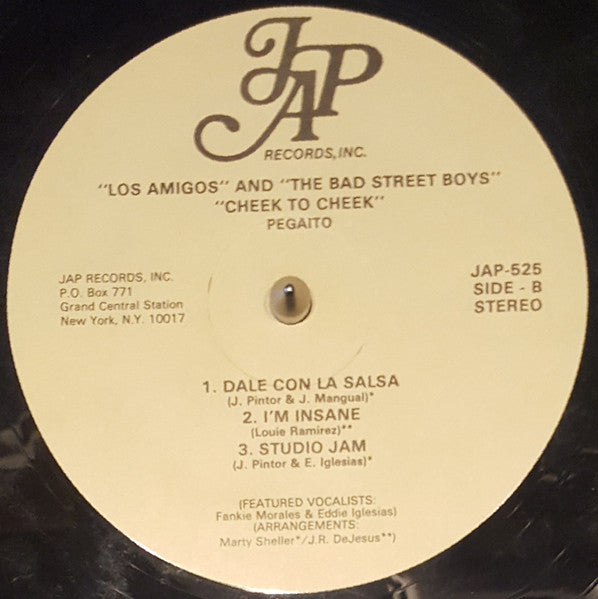 JAP
RECORDS, INC.
"LOS AMIGOS" AND "THE BAD STREET BOYS"
"CHEEK TO CHEEK"
PEGAITO
JAP RECORDS, INC.
P.O. Box 771
Grand Central Station
New York, N.Y. 10017
JAP-525
SIDE - B
STEREO
1. DALE CON LA SALSA
(J. Pintor & J. Mangual)*
2. I'M INSANE
(Louie Ramirez)**
3. STUDIO JAM
(J. Pintor & E. Iglesias)*
(FEATURED VOCALISTS:
Fankie Morales & Eddie Iglesias)
(ARRANGEMENTS:
Marty Sheller*/J.R. DeJesus**)